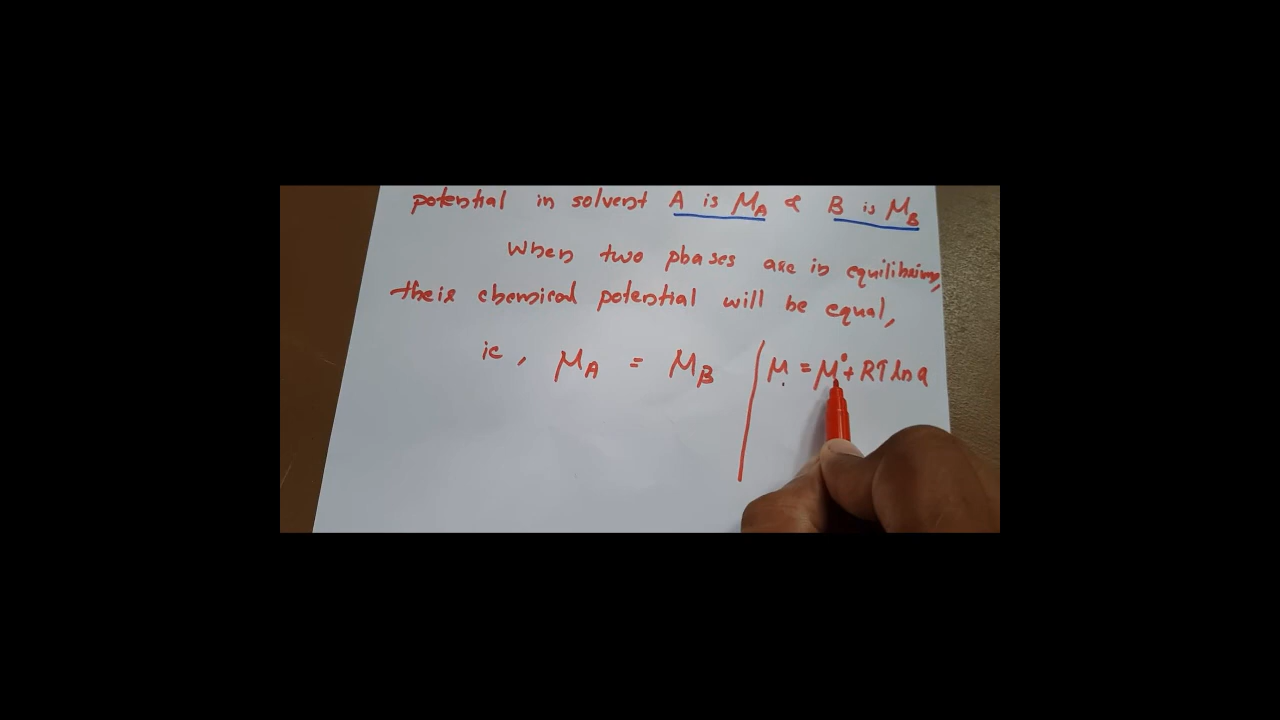 potential in solvent A is μA & B is μB
When two phases are in equilibrium,
their chemical potential will be equal,
ie, μA = μB | μ = μ° + RT ln a